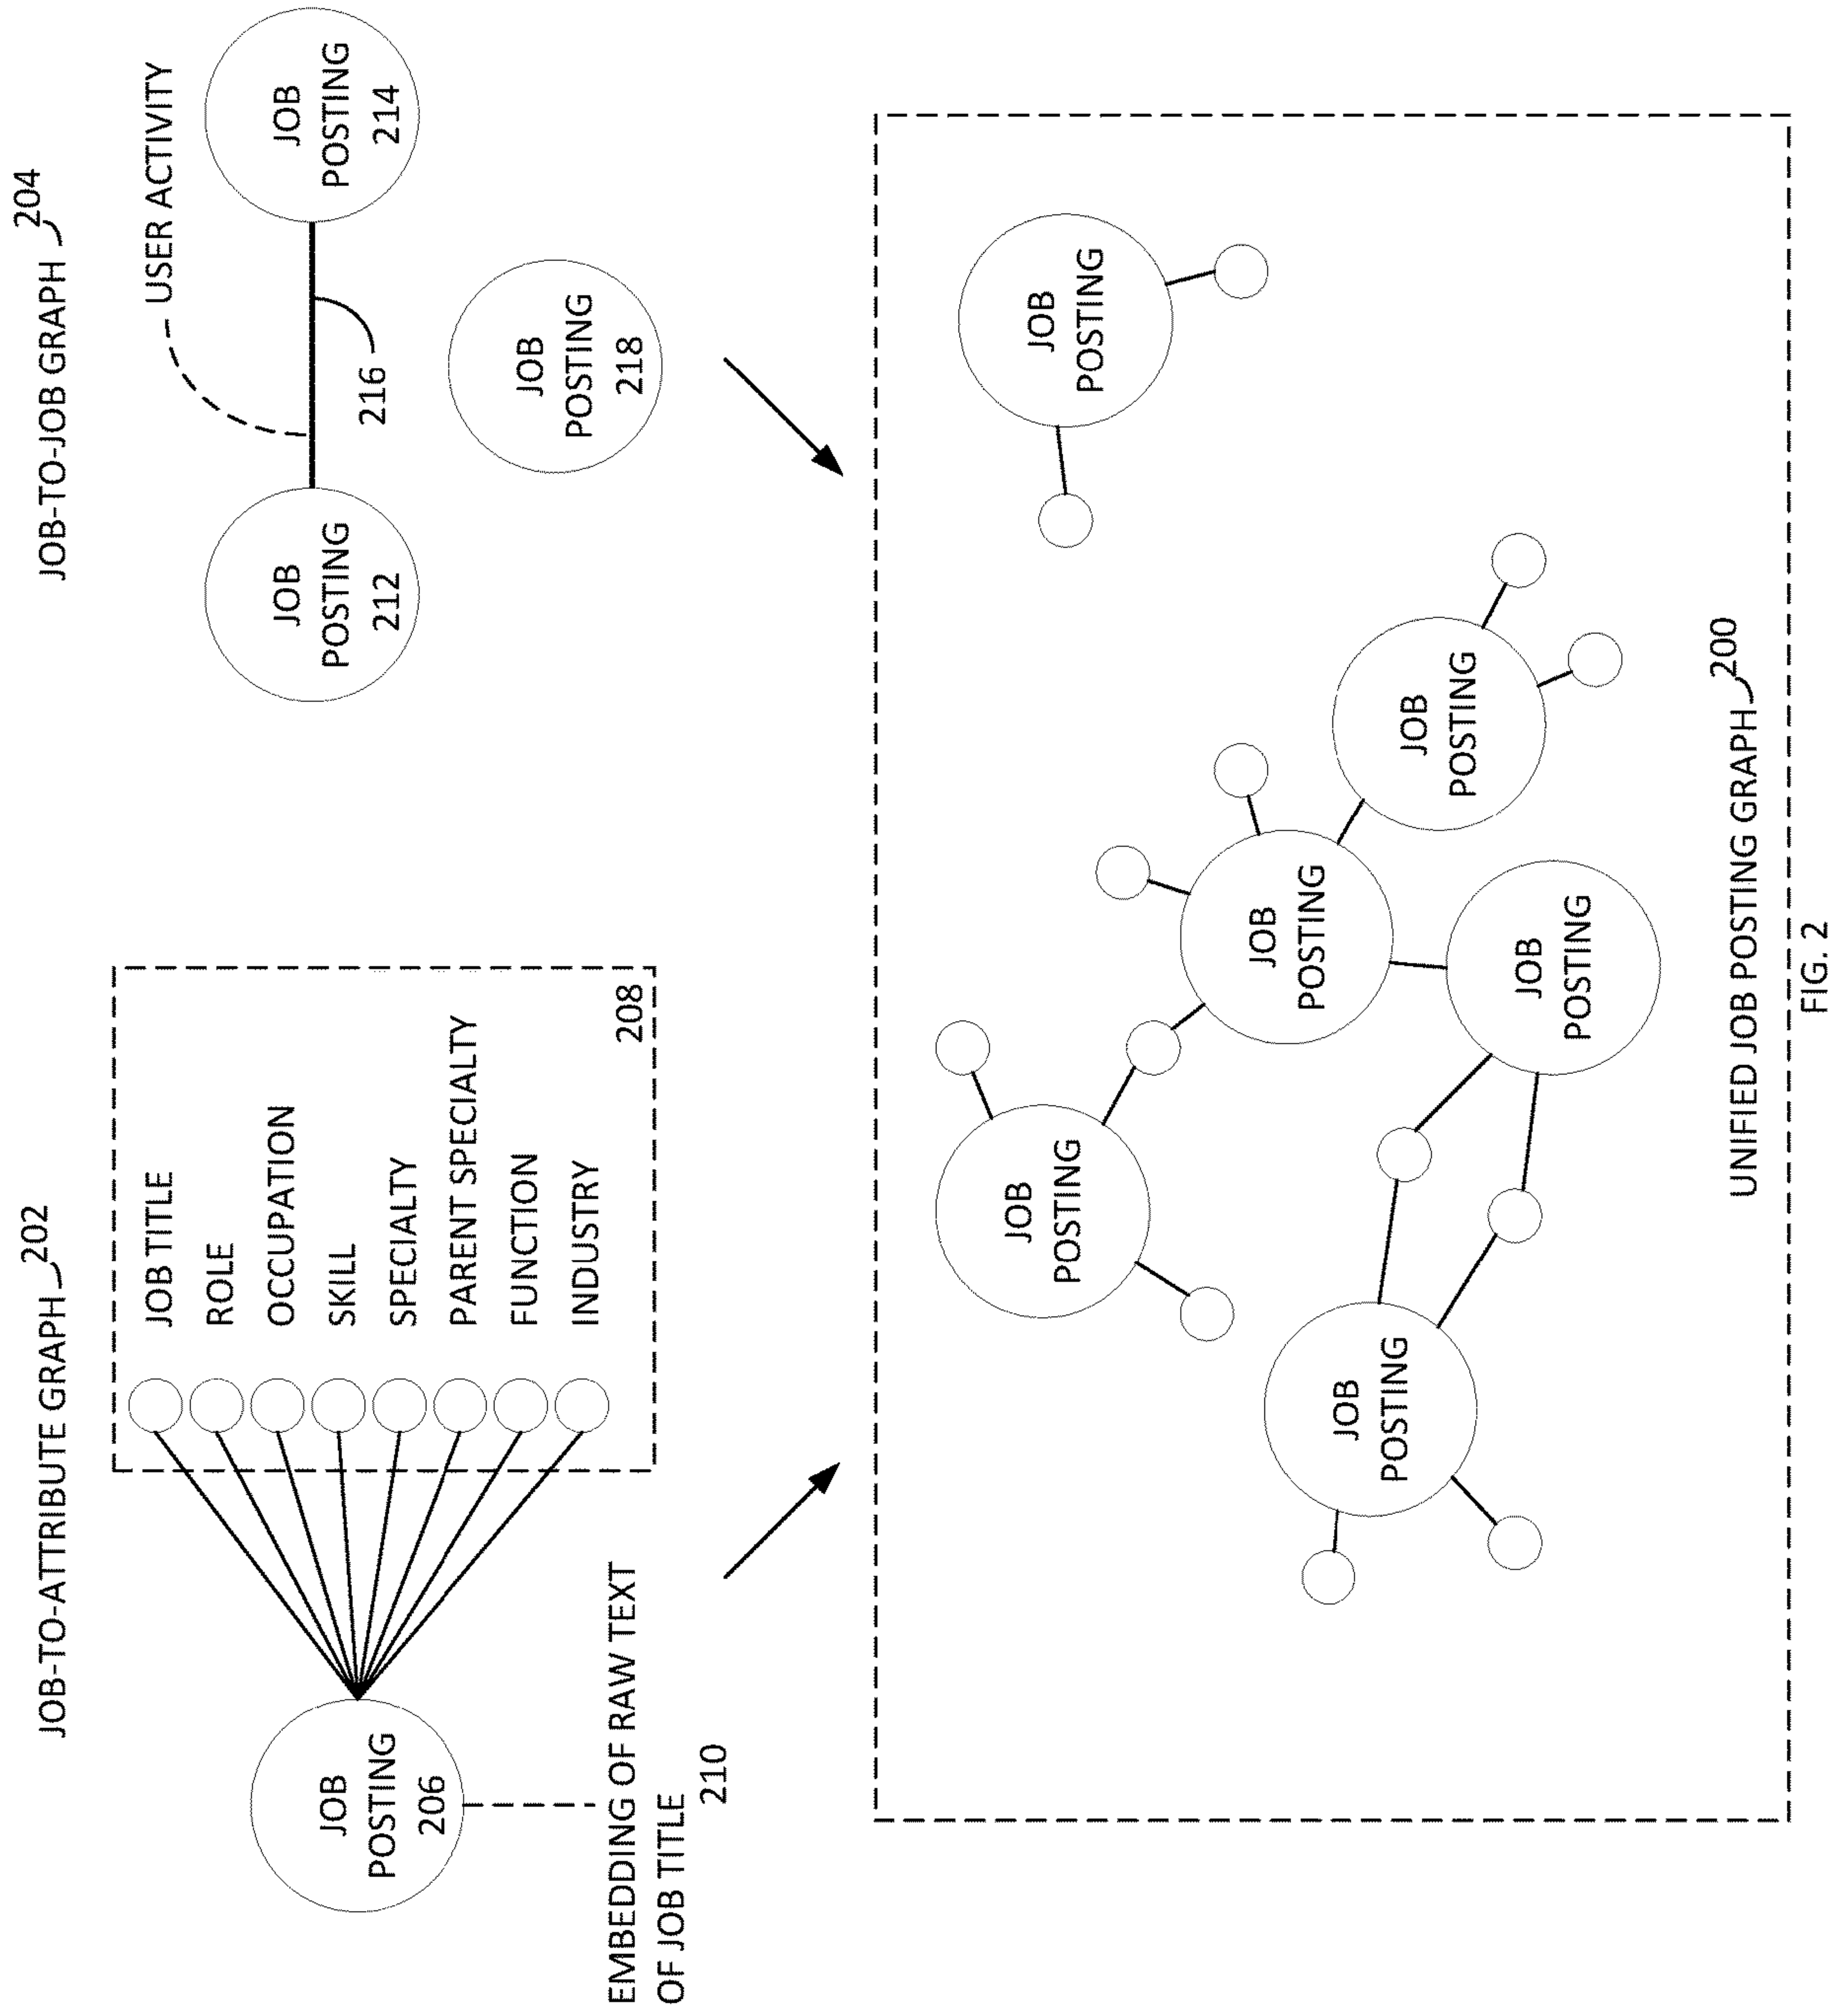 JOB-TO-ATTRIBUTE GRAPH 202
JOB TITLE
ROLE
OCCUPATION
SKILL
SPECIALTY
PARENT SPECIALTY
FUNCTION
INDUSTRY
208
JOB
POSTING
206
EMBEDDING OF RAW TEXT
OF JOB TITLE
210
JOB-TO-JOB GRAPH 204
USER ACTIVITY
JOB
POSTING
212
216
JOB
POSTING
214
JOB
POSTING
218
JOB
POSTING
JOB
POSTING
JOB
POSTING
JOB
POSTING
JOB
POSTING
JOB
POSTING
UNIFIED JOB POSTING GRAPH 200
FIG. 2